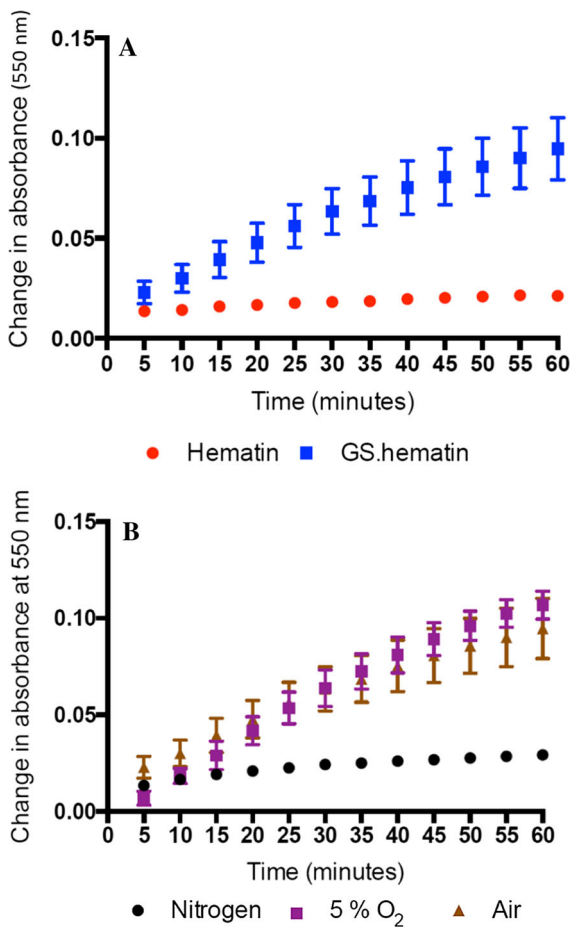 A
Change in absorbance (550 nm)
0.15
0.10
0.05
0.00
0 5 10 15 20 25 30 35 40 45 50 55 60
Time (minutes)
Hematin GS.hematin
B
Change in absorbance at 550 nm
0.15
0.10
0.05
0.00
0 5 10 15 20 25 30 35 40 45 50 55 60
Time (minutes)
Nitrogen 5 % O₂ Air